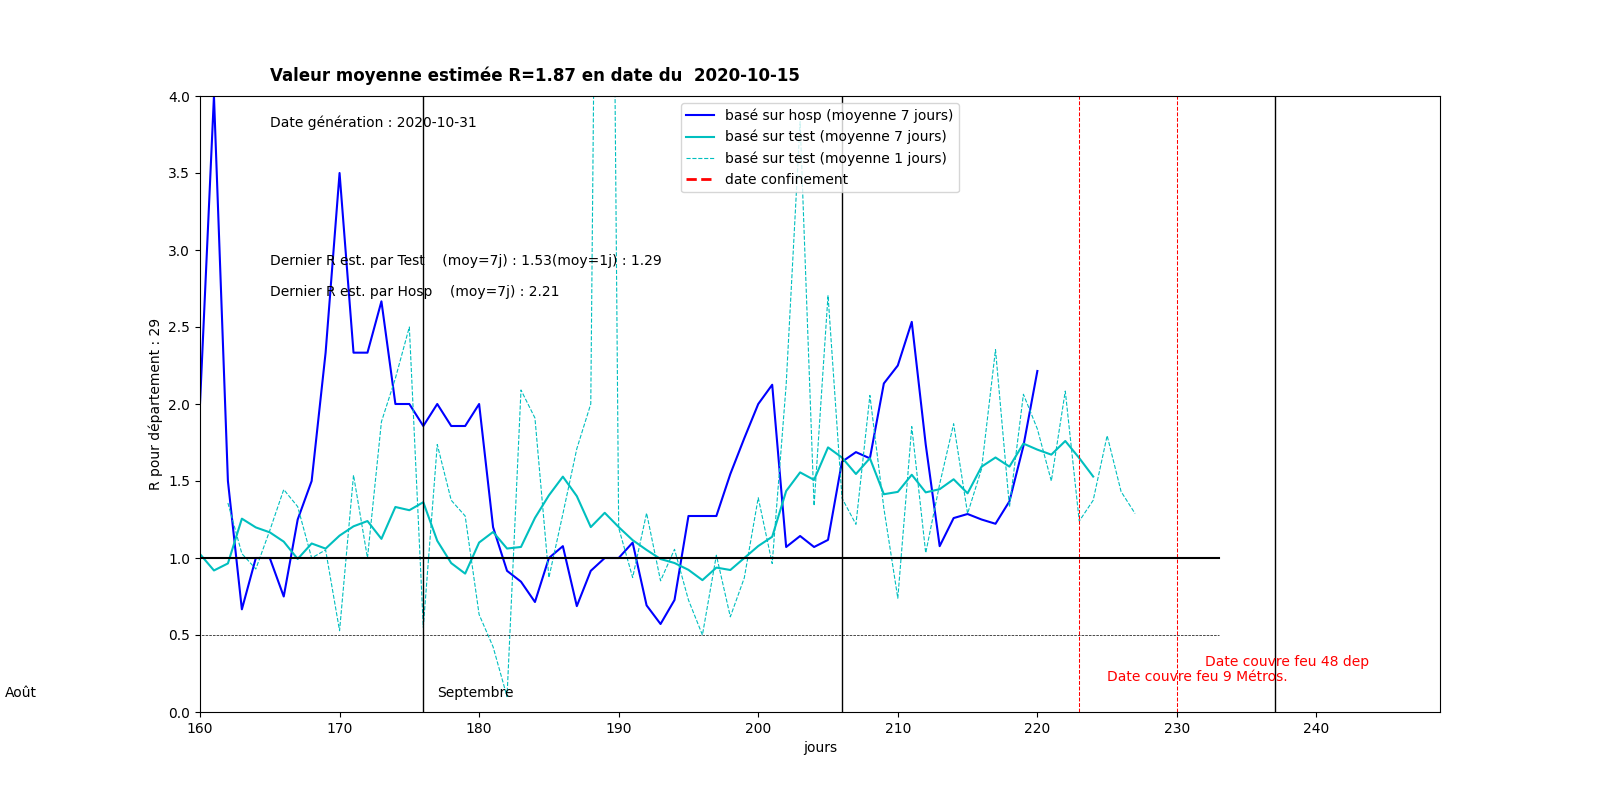 Valeur moyenne estimée R=1.87 en date du  2020-10-15
4.0
Date génération : 2020-10-31
basé sur hosp (moyenne 7 jours)
basé sur test (moyenne 7 jours)
basé sur test (moyenne 1 jours)
date confinement
3.5
3.0
Dernier R est. par Test    (moy=7j) : 1.53(moy=1j) : 1.29
Dernier R est. par Hosp    (moy=7j) : 2.21
2.5
2.0
1.5
1.0
0.5
0.0
R pour département : 29
Date couvre feu 48 dep
Date couvre feu 9 Métros.
Août
Septembre
160 170 180 190 200 210 220 230 240
jours